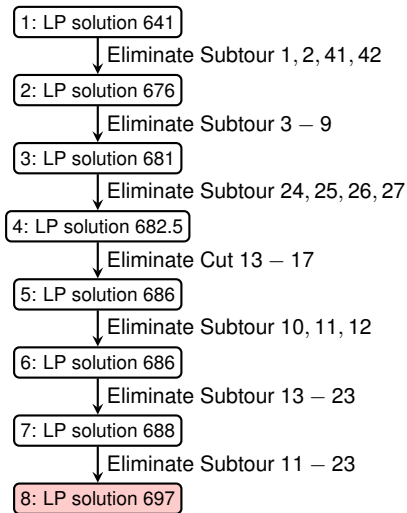 1: LP solution 641
Eliminate Subtour 1, 2, 41, 42
2: LP solution 676
Eliminate Subtour 3 − 9
3: LP solution 681
Eliminate Subtour 24, 25, 26, 27
4: LP solution 682.5
Eliminate Cut 13 − 17
5: LP solution 686
Eliminate Subtour 10, 11, 12
6: LP solution 686
Eliminate Subtour 13 − 23
7: LP solution 688
Eliminate Subtour 11 − 23
8: LP solution 697